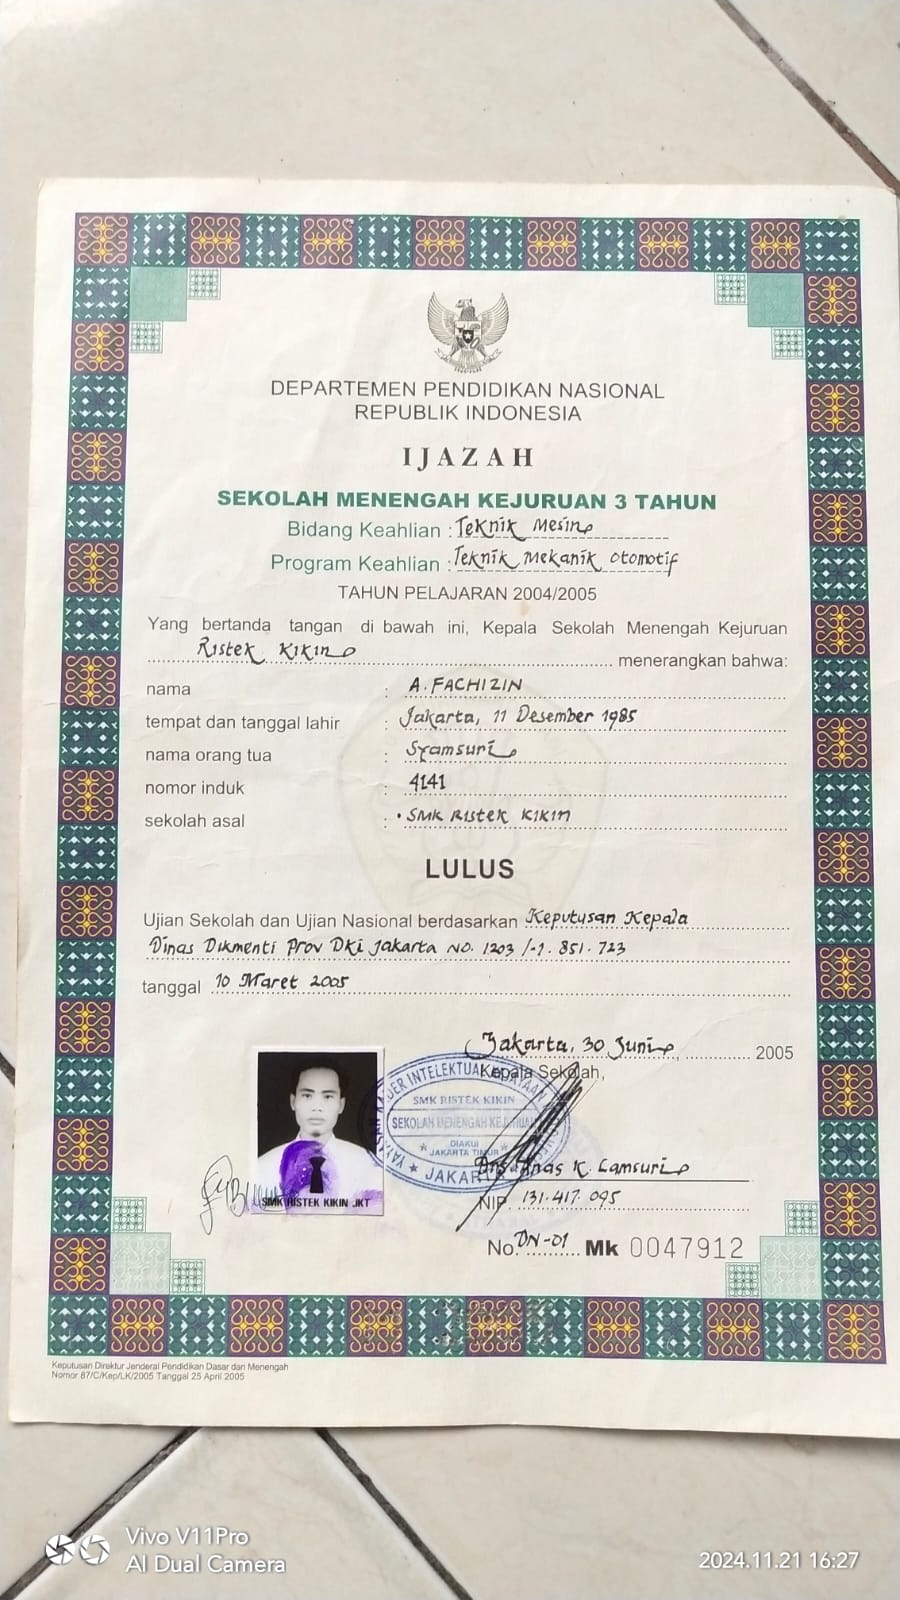 DEPARTEMEN PENDIDIKAN NASIONAL
REPUBLIK INDONESIA
IJAZAH
SEKOLAH MENENGAH KEJURUAN 3 TAHUN
Bidang Keahlian : Teknik Mesin
Program Keahlian : Teknik Mekanik Otomotif
TAHUN PELAJARAN 2004/2005
Yang bertanda tangan di bawah ini, Kepala Sekolah Menengah Kejuruan
Ristek Kikin menerangkan bahwa:
nama : A. FACHIZIN
tempat dan tanggal lahir : Jakarta, 11 Desember 1985
nama orang tua : Syamsuri
nomor induk : 4141
sekolah asal : SMK Ristek Kikin
LULUS
Ujian Sekolah dan Ujian Nasional berdasarkan Keputusan Kepala
Dinas Dikmenti Prov DKI Jakarta No. 1203 /-1.851.723
tanggal 10 Maret 2005
Jakarta, 30 Juni, 2005
Kepala Sekolah,
SMK RISTEK KIKIN
SEKOLAH MENENGAH KEJURUAN
DIAKUI
JAKARTA TIMUR
Drs. Anas K. Lamsuri
NIP. 131.417.095
SMK RISTEK KIKIN JKT
No. DN-01 Mk 0047912
Keputusan Direktur Jenderal Pendidikan Dasar dan Menengah
Nomor 87/C/Kep/LK/2005 Tanggal 25 April 2005
Vivo V11Pro
AI Dual Camera
2024.11.21 16:27